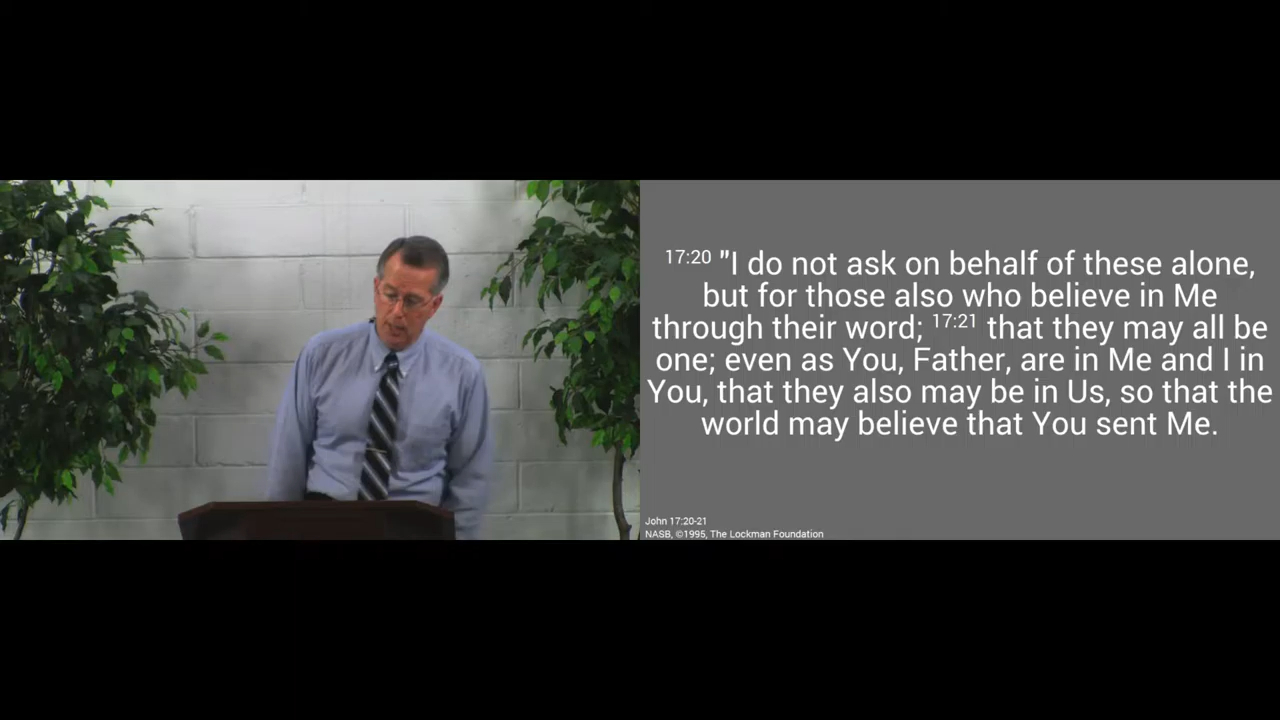 17:20 "I do not ask on behalf of these alone,
but for those also who believe in Me
through their word; 17:21 that they may all be
one; even as You, Father, are in Me and I in
You, that they also may be in Us, so that the
world may believe that You sent Me.
John 17:20-21
NASB, ©1995, The Lockman Foundation